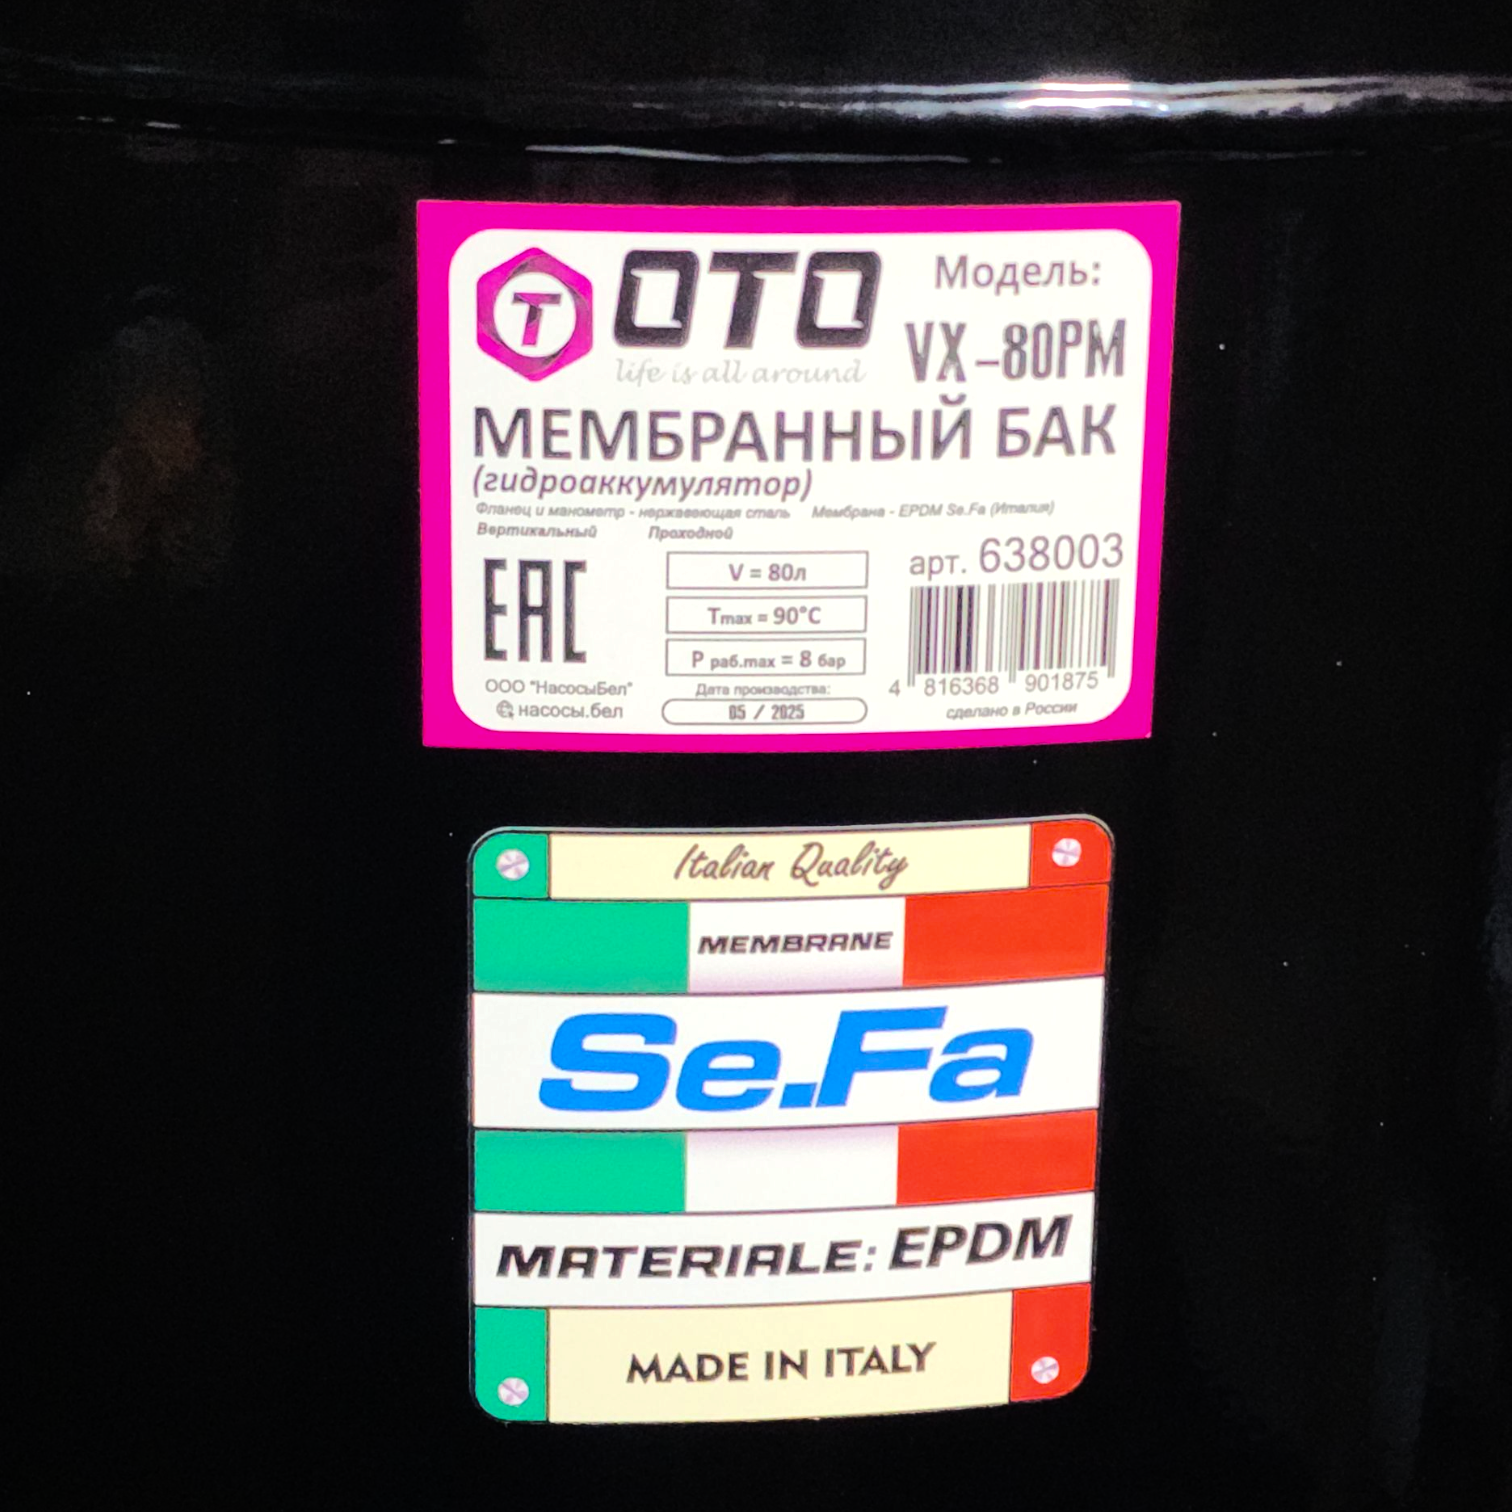 T OTO
life is all around
Модель:
VX-80PM
МЕМБРАННЫЙ БАК
(гидроаккумулятор)
Фланец и манометр - нержавеющая сталь Мембрана - EPDM Se.Fa (Италия)
Вертикальный Проходной
EAC
V = 80л
Tmax = 90°C
P раб.max = 8 бар
арт. 638003
4 816368 901875
ООО "НасосыБел"
насосы.бел
Дата производства:
05 / 2025
сделано в России
Italian Quality
MEMBRANE
Se.Fa
MATERIALE: EPDM
MADE IN ITALY